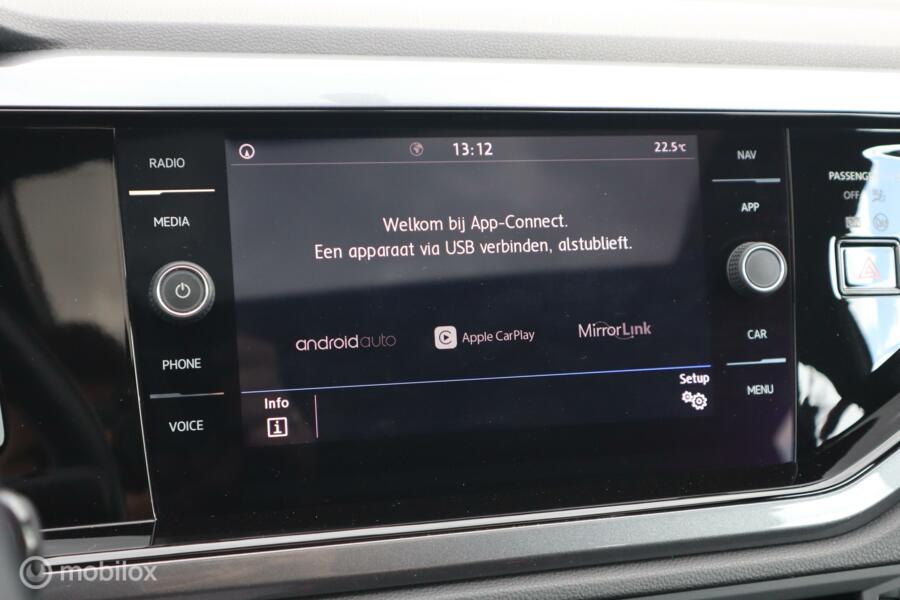 RADIO
MEDIA
PHONE
VOICE
13:12
22.5°C
Welkom bij App-Connect.
Een apparaat via USB verbinden, alstublieft.
androidauto
Apple CarPlay
MirrorLink
Info
i
Setup
NAV
APP
CAR
MENU
OFF
mobilox